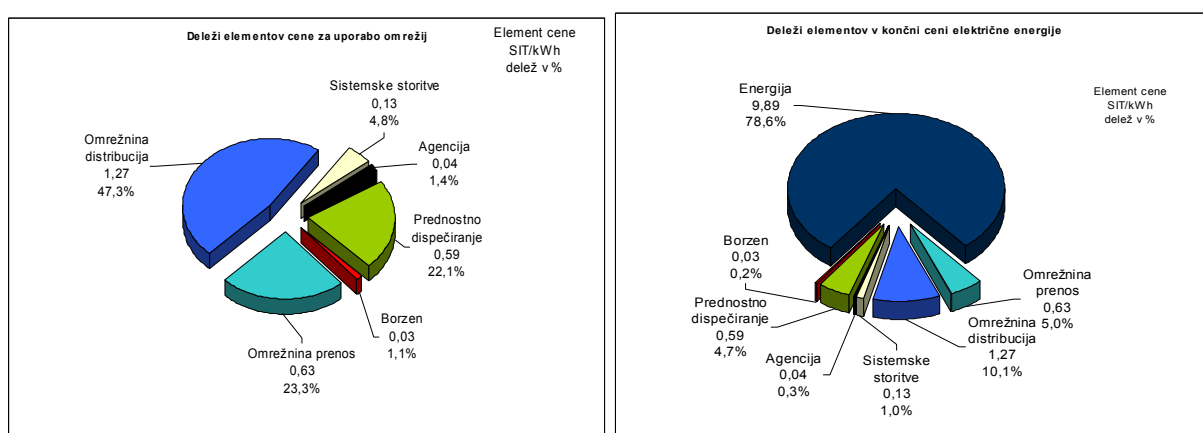 Deleži elementov cene za uporabo omrežij
Element cene
SIT/kWh
delež v %
Sistemske storitve
0,13
4,8%
Agencija
0,04
1,4%
Omrežnina
distribucija
1,27
47,3%
Prednostno
dispečiranje
0,59
22,1%
Borzen
0,03
1,1%
Omrežnina prenos
0,63
23,3%
Deleži elementov v končni ceni električne energije
Element cene
SIT/kWh
delež v %
Energija
9,89
78,6%
Borzen
0,03
0,2%
Prednostno
dispečiranje
0,59
4,7%
Agencija
0,04
0,3%
Sistemske
storitve
0,13
1,0%
Omrežnina
distribucija
1,27
10,1%
Omrežnina
prenos
0,63
5,0%